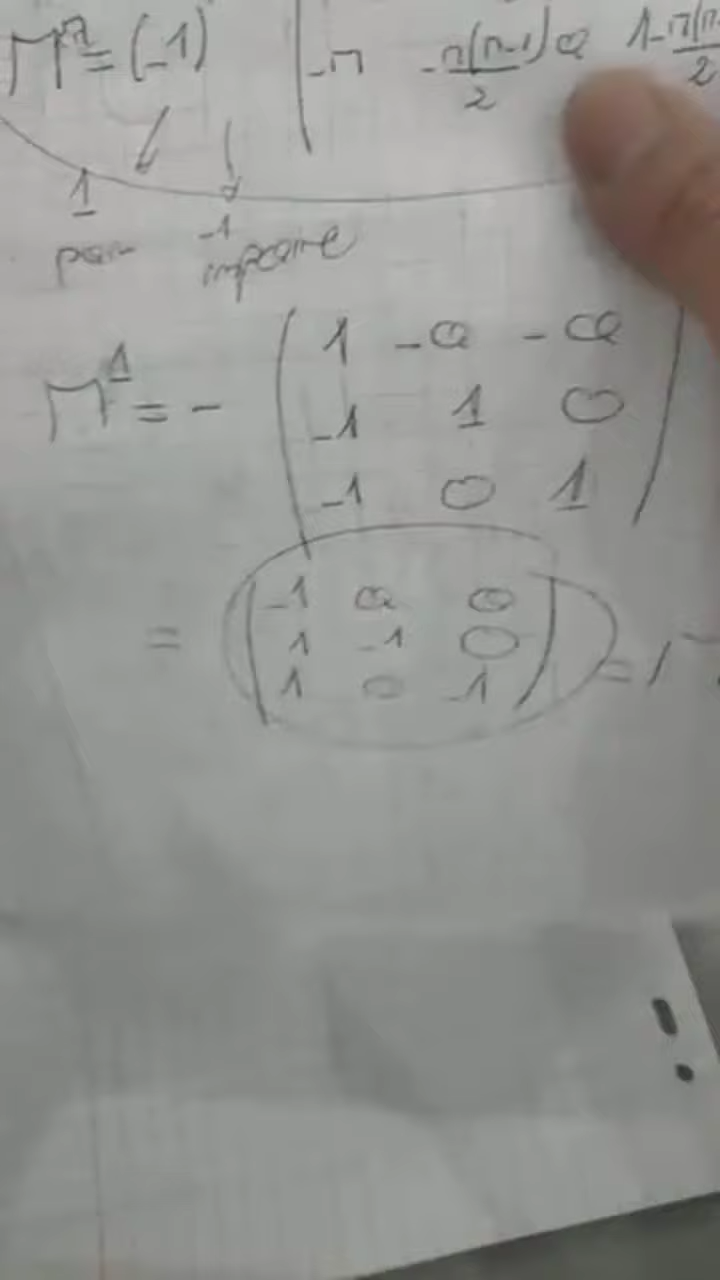 M^n = (-1) | -n -n(n-1)/2 a 1-n(n
2
1 -1
pair impaire
M^1 = - ( 1 -a -a
-1 1 0
-1 0 1 )
= ( -1 a a
1 -1 0
1 0 -1 ) =